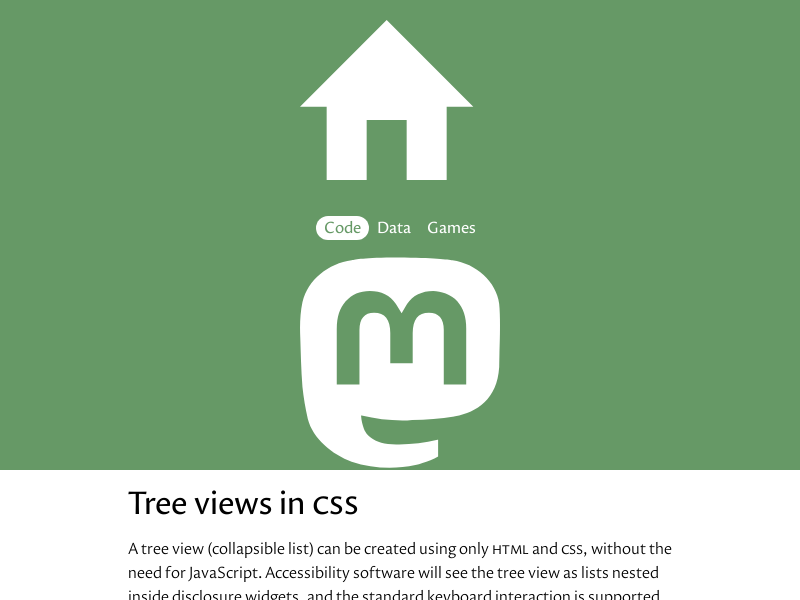 Code Data Games
Tree views in CSS
A tree view (collapsible list) can be created using only HTML and CSS, without the
need for JavaScript. Accessibility software will see the tree view as lists nested
inside disclosure widgets, and the standard keyboard interaction is supported